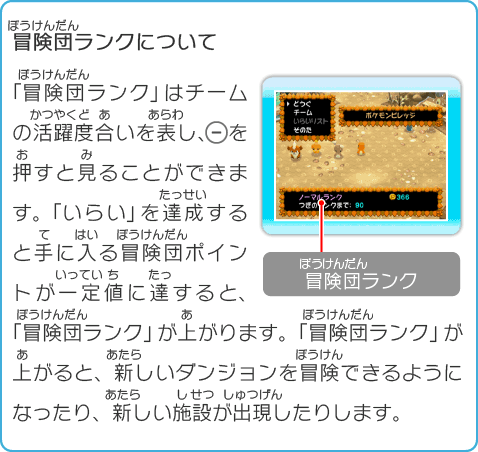 ぼうけんだん
冒険団ランクについて
ぼうけんだん
「冒険団ランク」はチーム
かつやくど あ あらわ
の活躍度合いを表し、⊖を
お み
押すと見ることができま
たっせい
す。「いらい」を達成する
て はい ぼうけんだん
と手に入る冒険団ポイン
いっていち たっ
トが一定値に達すると、
ぼうけんだん あ ぼうけんだん
「冒険団ランク」が上がります。「冒険団ランク」が
あ あたら ぼうけん
上がると、新しいダンジョンを冒険できるように
あたら しせつ しゅつげん
なったり、新しい施設が出現したりします。
どうぐ
チーム
いらいリスト
そのた
ポケモンビレッジ
ノーマルランク 366
つぎのランクまで: 90
ぼうけんだん
冒険団ランク